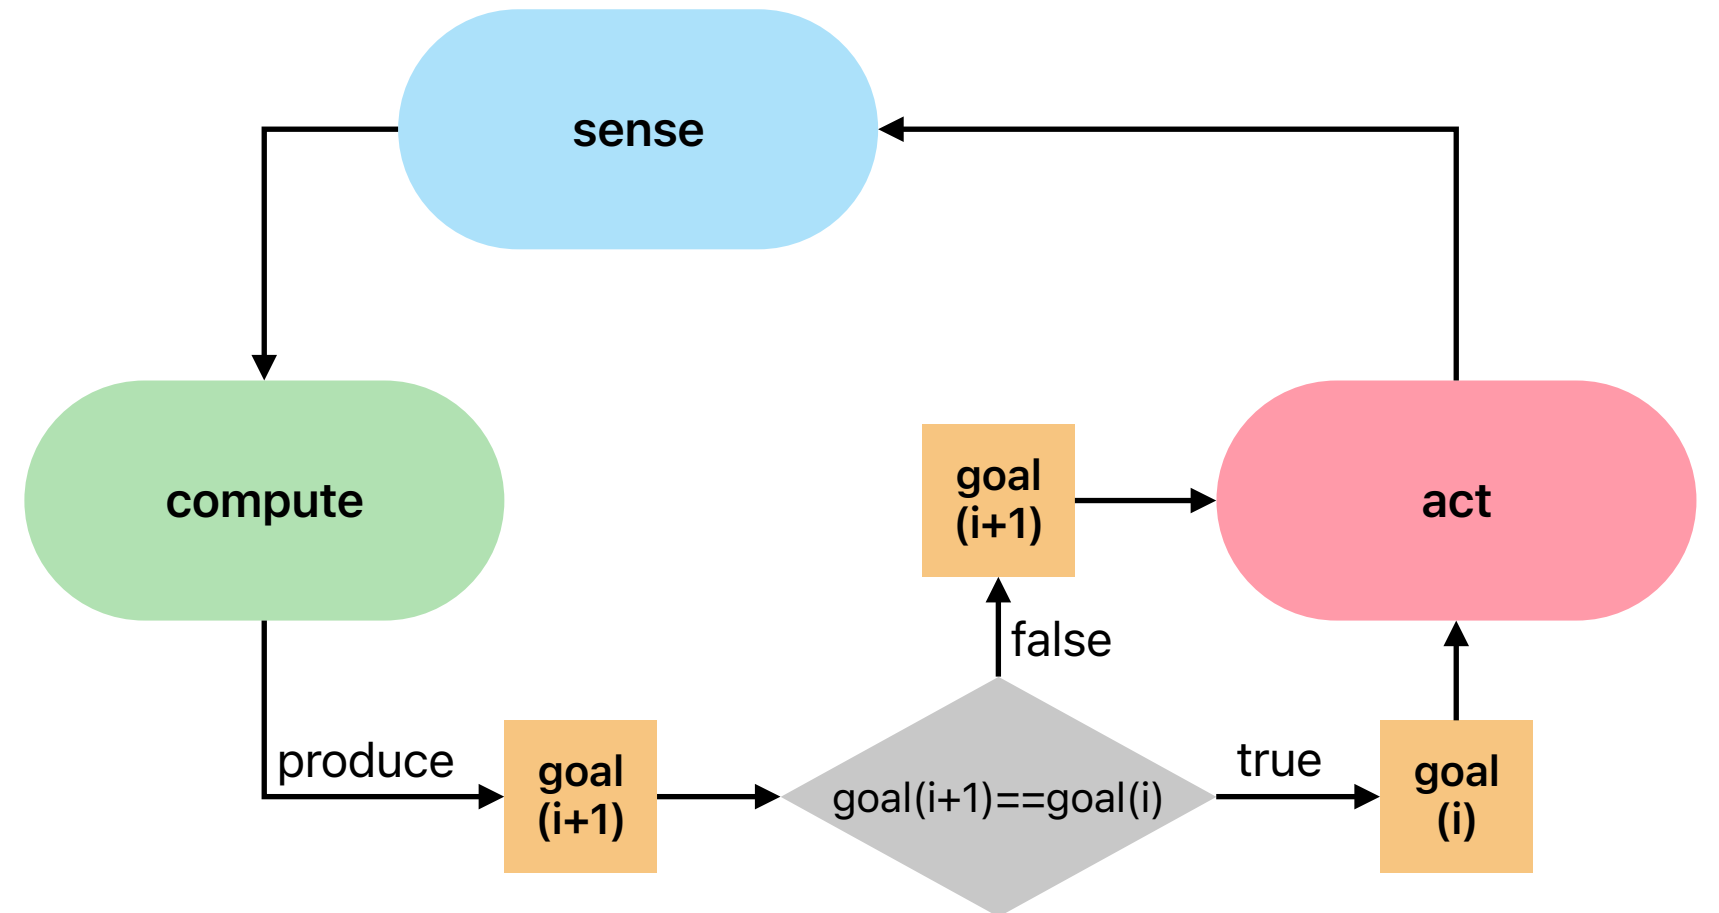 sense
compute
goal
(i+1)
act
false
produce
goal
(i+1)
goal(i+1)==goal(i)
true
goal
(i)